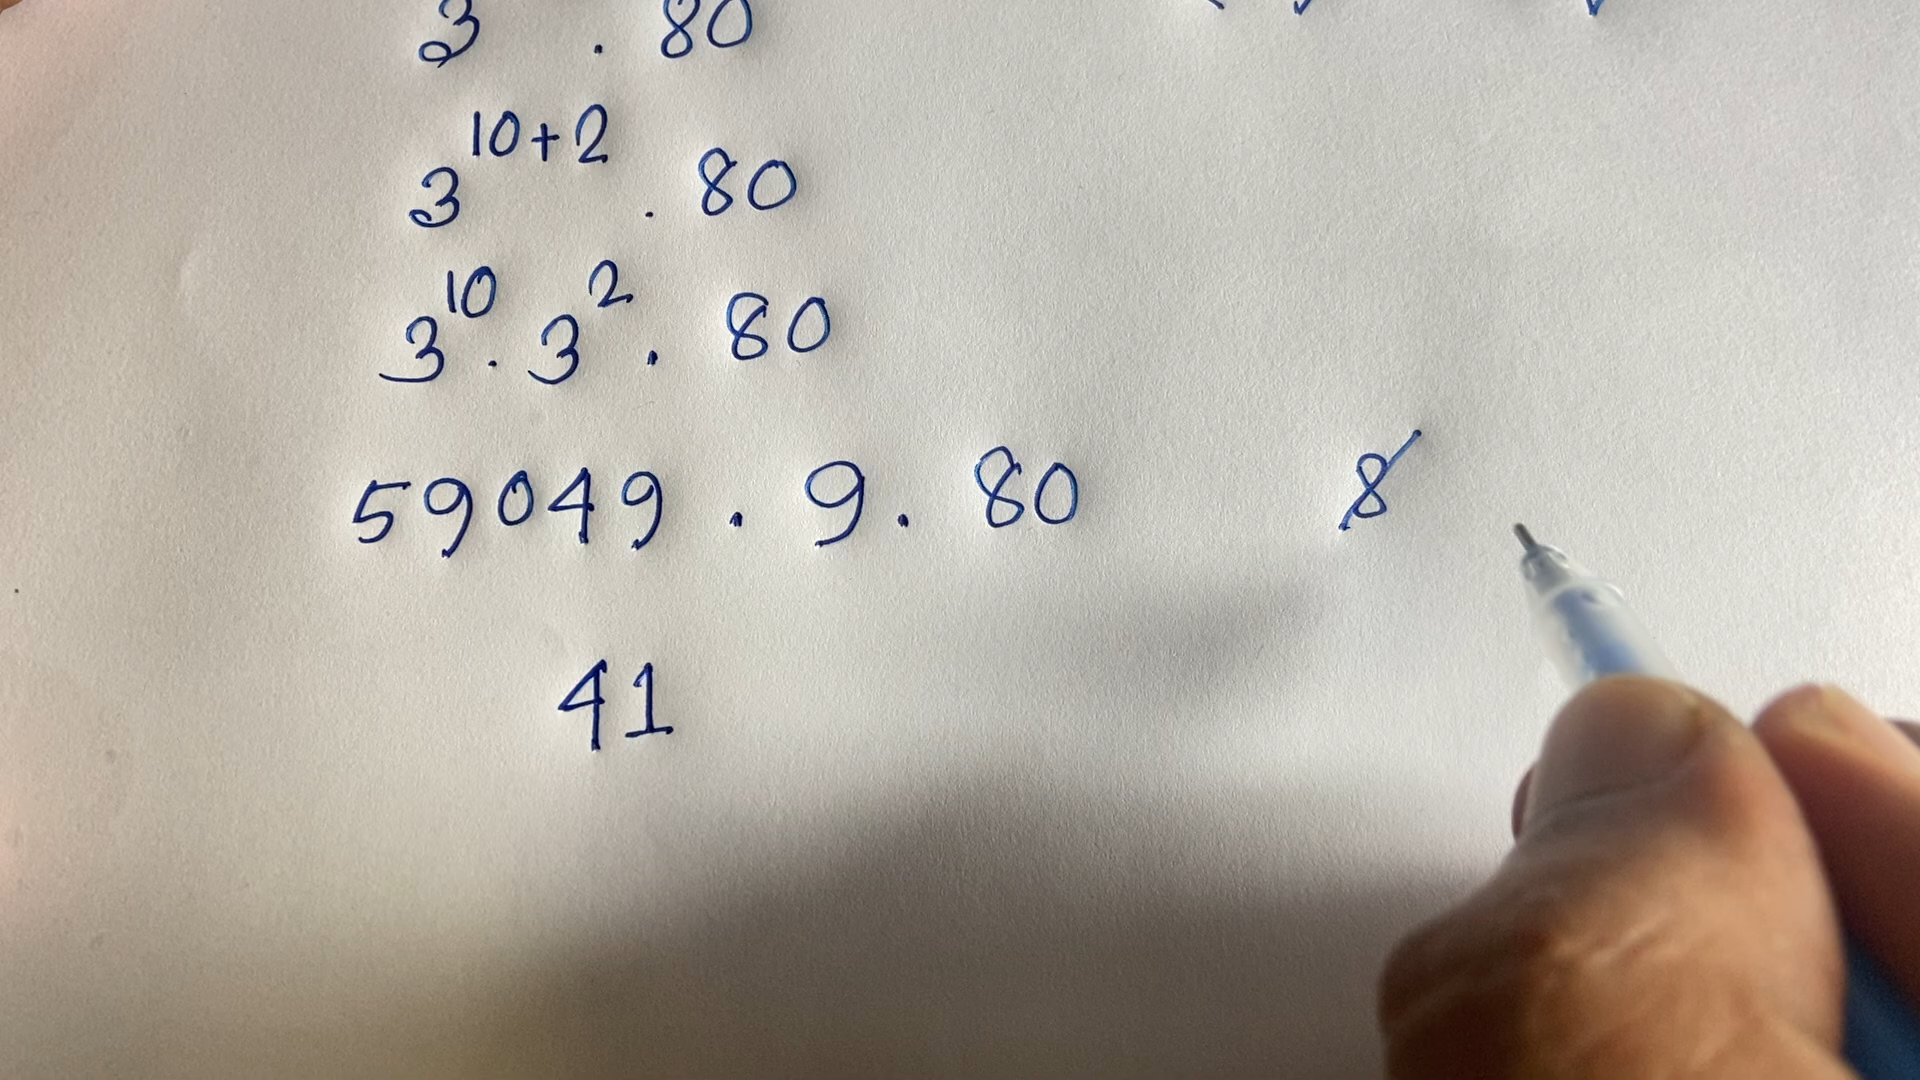 3 . 80
3^{10+2} . 80
3^{10} . 3^2 . 80
59049 . 9 . 80 8
41